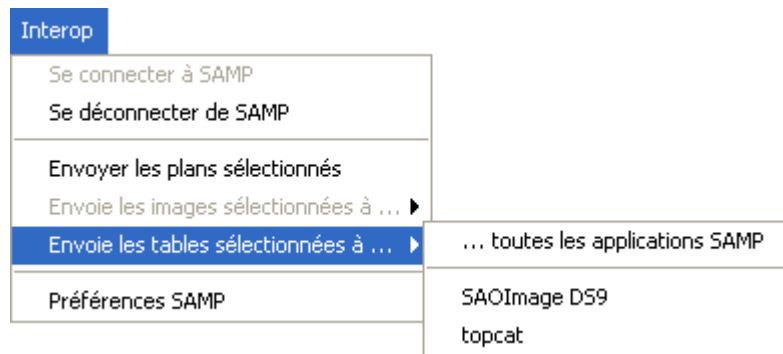 Interop
Se connecter à SAMP
Se déconnecter de SAMP
Envoyer les plans sélectionnés
Envoie les images sélectionnées à ...
Envoie les tables sélectionnées à ...
... toutes les applications SAMP
Préférences SAMP
SAOImage DS9
topcat